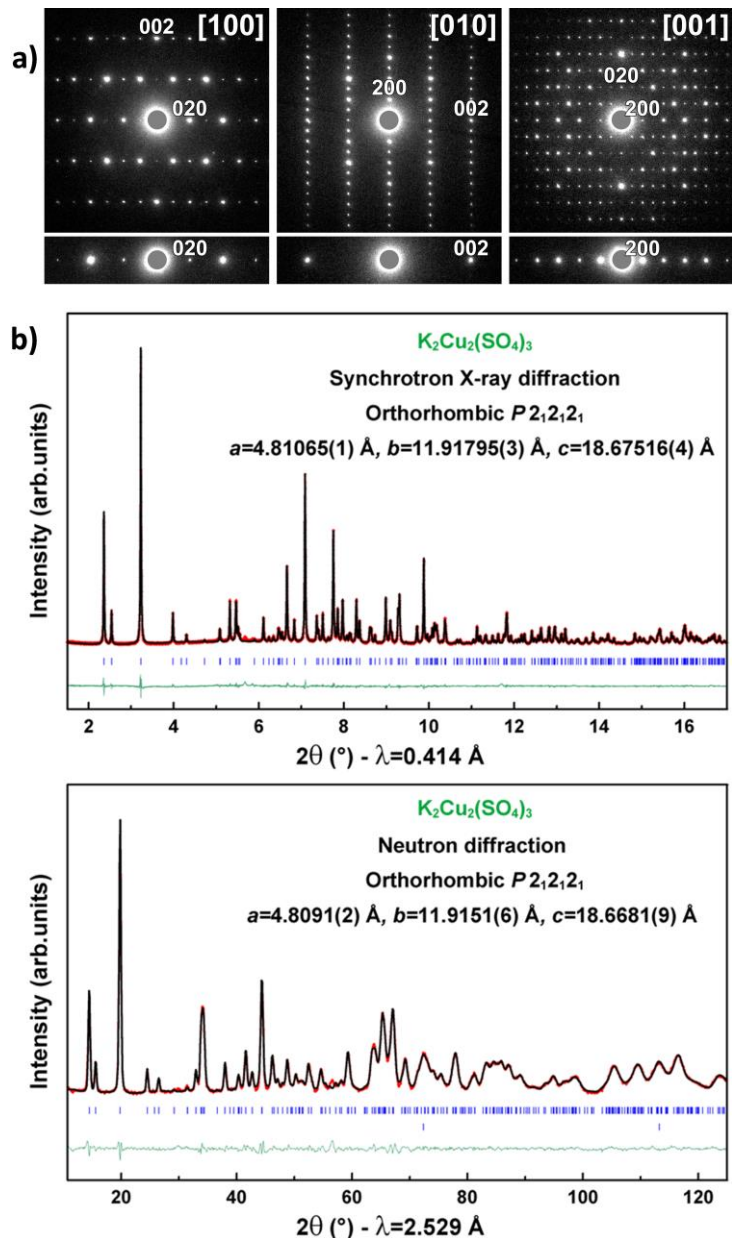 a)
002 [100]
020
020
[010]
200
002
002
[001]
020
200
200
b)
K₂Cu₂(SO₄)₃
Synchrotron X-ray diffraction
Orthorhombic P 2₁2₁2₁
a=4.81065(1) Å, b=11.91795(3) Å, c=18.67516(4) Å
Intensity (arb.units)
2 4 6 8 10 12 14 16
2θ (°) - λ=0.414 Å
K₂Cu₂(SO₄)₃
Neutron diffraction
Orthorhombic P 2₁2₁2₁
a=4.8091(2) Å, b=11.9151(6) Å, c=18.6681(9) Å
Intensity (arb.units)
20 40 60 80 100 120
2θ (°) - λ=2.529 Å